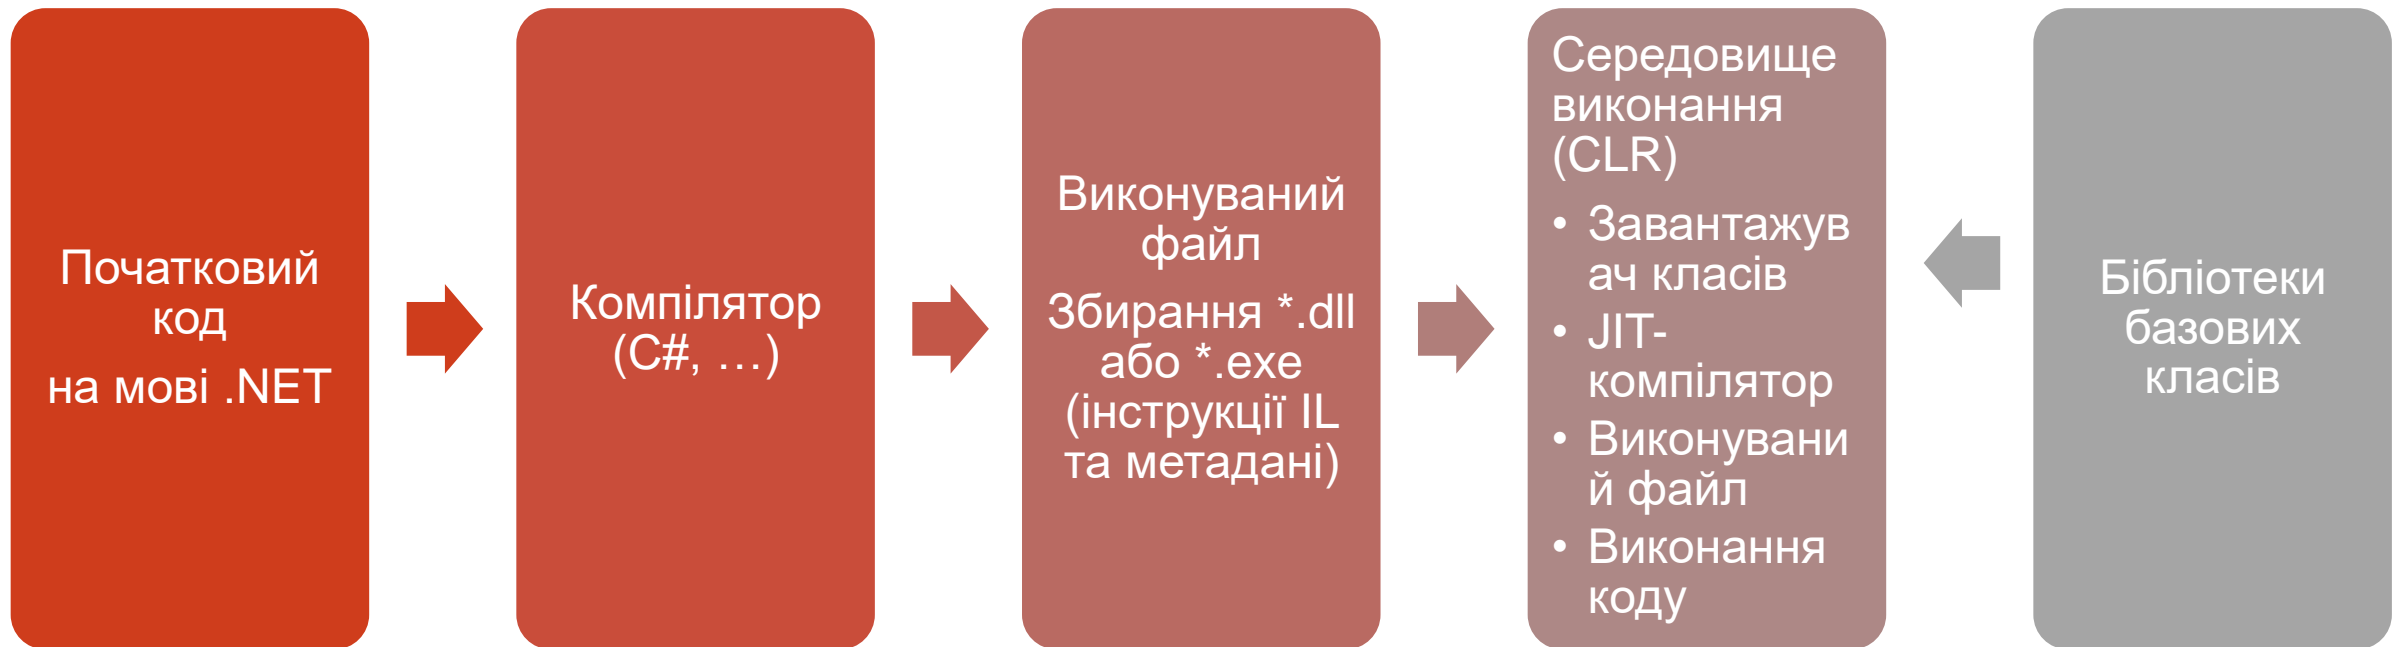 Початковий
код
на мові .NET
Компілятор
(C#, …)
Виконуваний
файл
Збирання *.dll
або *.exe
(інструкції IL
та метадані)
Середовище
виконання
(CLR)
• Завантажув
ач класів
• JIT-
компілятор
• Виконувани
й файл
• Виконання
коду
Бібліотеки
базових
класів